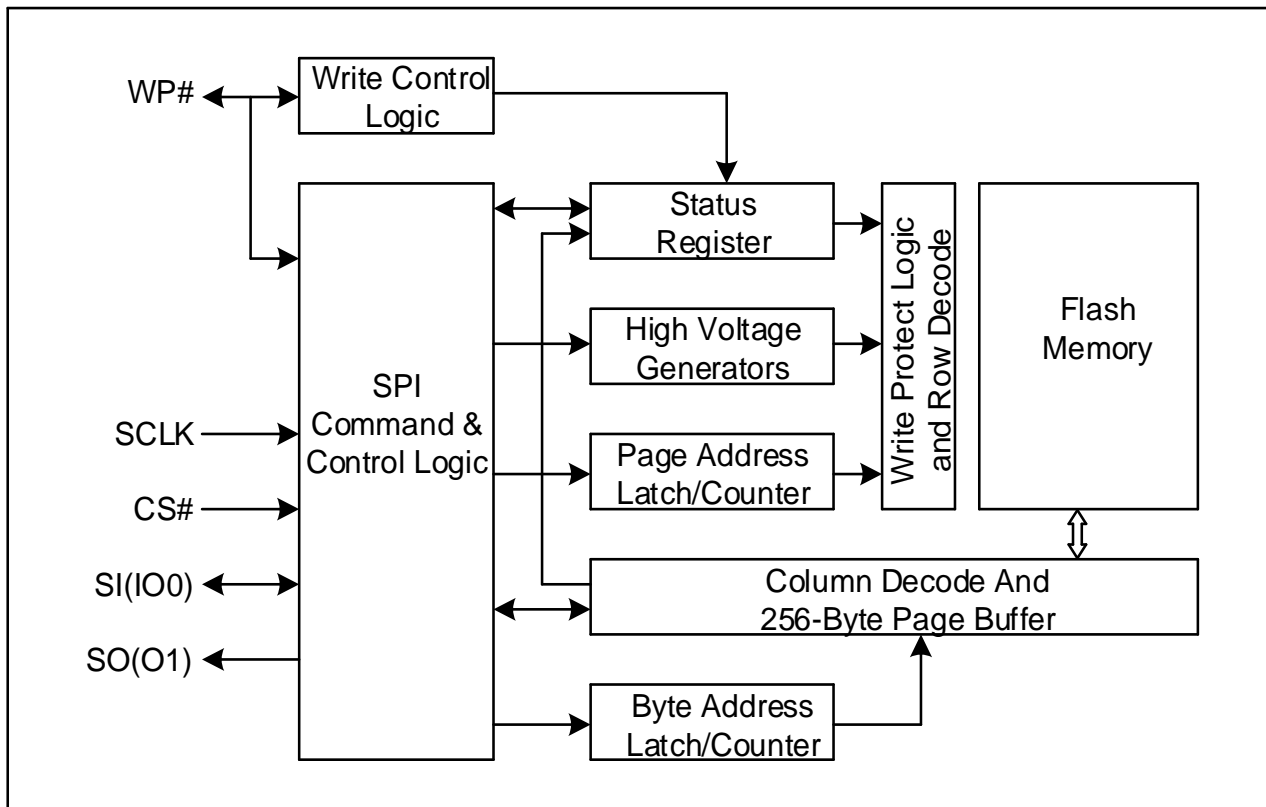 WP#
Write Control
Logic
Status
Register
High Voltage
Generators
Page Address
Latch/Counter
Write Protect Logic
and Row Decode
Flash
Memory
SPI
Command &
Control Logic
SCLK
CS#
SI(IO0)
SO(O1)
Column Decode And
256-Byte Page Buffer
Byte Address
Latch/Counter